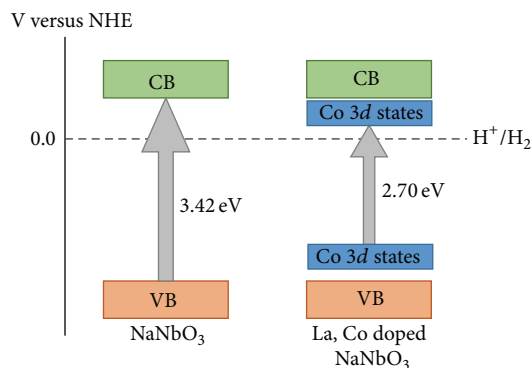 V versus NHE
CB
CB
Co 3d states
0.0
H⁺/H₂
3.42 eV
2.70 eV
Co 3d states
VB
VB
NaNbO₃
La, Co doped
NaNbO₃